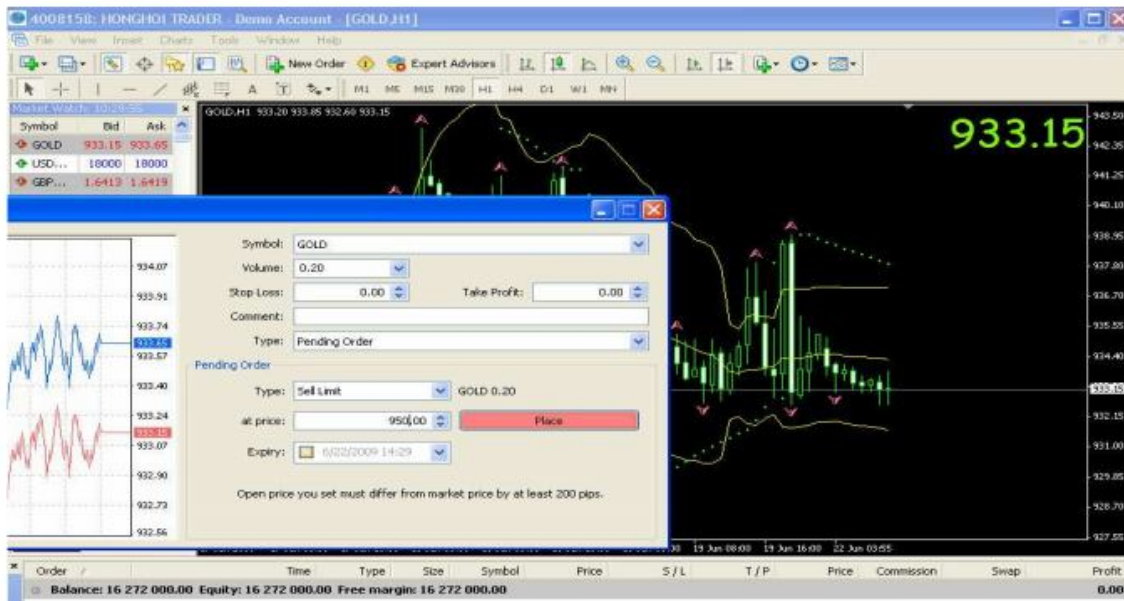 4008158: HONGHOI TRADER - Demo Account - [GOLD,H1]
File View Insert Charts Tools Window Help
New Order Expert Advisors
A T M1 M5 M15 M30 H1 H4 D1 W1 MN
Market Watch: 10:29:55
Symbol Bid Ask
GOLD 933.15 933.65
USD... 18000 18000
GBP... 1.6413 1.6419
GOLD,H1 933.20 933.85 932.60 933.15
933.15
943.50
942.35
941.25
940.10
938.95
937.80
936.70
935.55
934.40
933.15
932.15
931.00
929.85
928.70
927.55
934.07
933.91
933.74
933.65
933.57
933.40
933.24
933.15
933.07
932.90
932.73
932.56
Symbol: GOLD
Volume: 0.20
Stop Loss: 0.00 Take Profit: 0.00
Comment:
Type: Pending Order
Pending Order
Type: Sell Limit GOLD 0.20
at price: 950.00 Place
Expiry: 6/22/2009 14:29
Open price you set must differ from market price by at least 200 pips.
19 Jun 08:00 19 Jun 16:00 22 Jun 03:55
Order / Time Type Size Symbol Price S / L T / P Price Commission Swap Profit
Balance: 16 272 000.00 Equity: 16 272 000.00 Free margin: 16 272 000.00 0.00